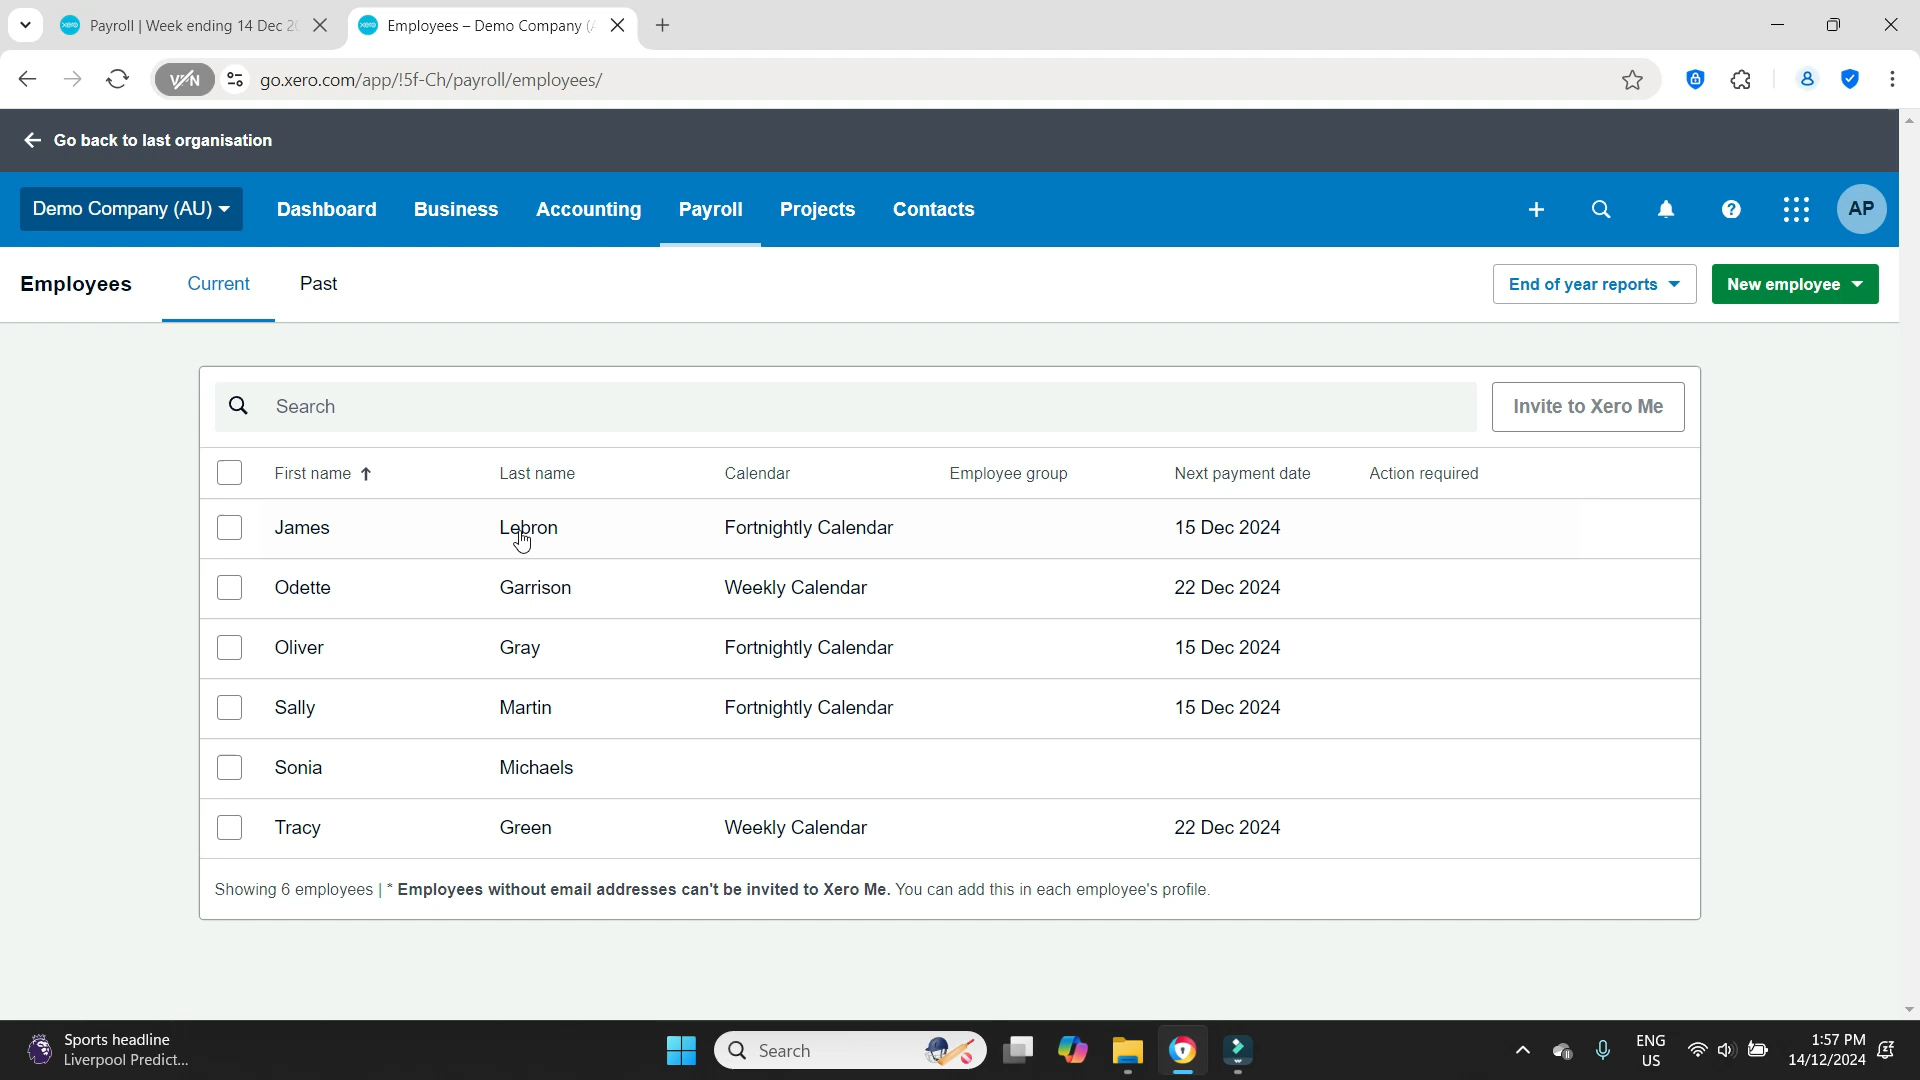 Payroll | Week ending 14 Dec 2
Employees – Demo Company (
VPN
go.xero.com/app/!5f-Ch/payroll/employees/
Go back to last organisation
Demo Company (AU)
Dashboard
Business
Accounting
Payroll
Projects
Contacts
AP
Employees
Current
Past
End of year reports
New employee
Search
Invite to Xero Me
First name Last name Calendar Employee group Next payment date Action required
James Lebron Fortnightly Calendar 15 Dec 2024
Odette Garrison Weekly Calendar 22 Dec 2024
Oliver Gray Fortnightly Calendar 15 Dec 2024
Sally Martin Fortnightly Calendar 15 Dec 2024
Sonia Michaels
Tracy Green Weekly Calendar 22 Dec 2024
Showing 6 employees | * Employees without email addresses can't be invited to Xero Me. You can add this in each employee's profile.
Sports headline
Liverpool Predict...
Search
ENG
US
1:57 PM
14/12/2024